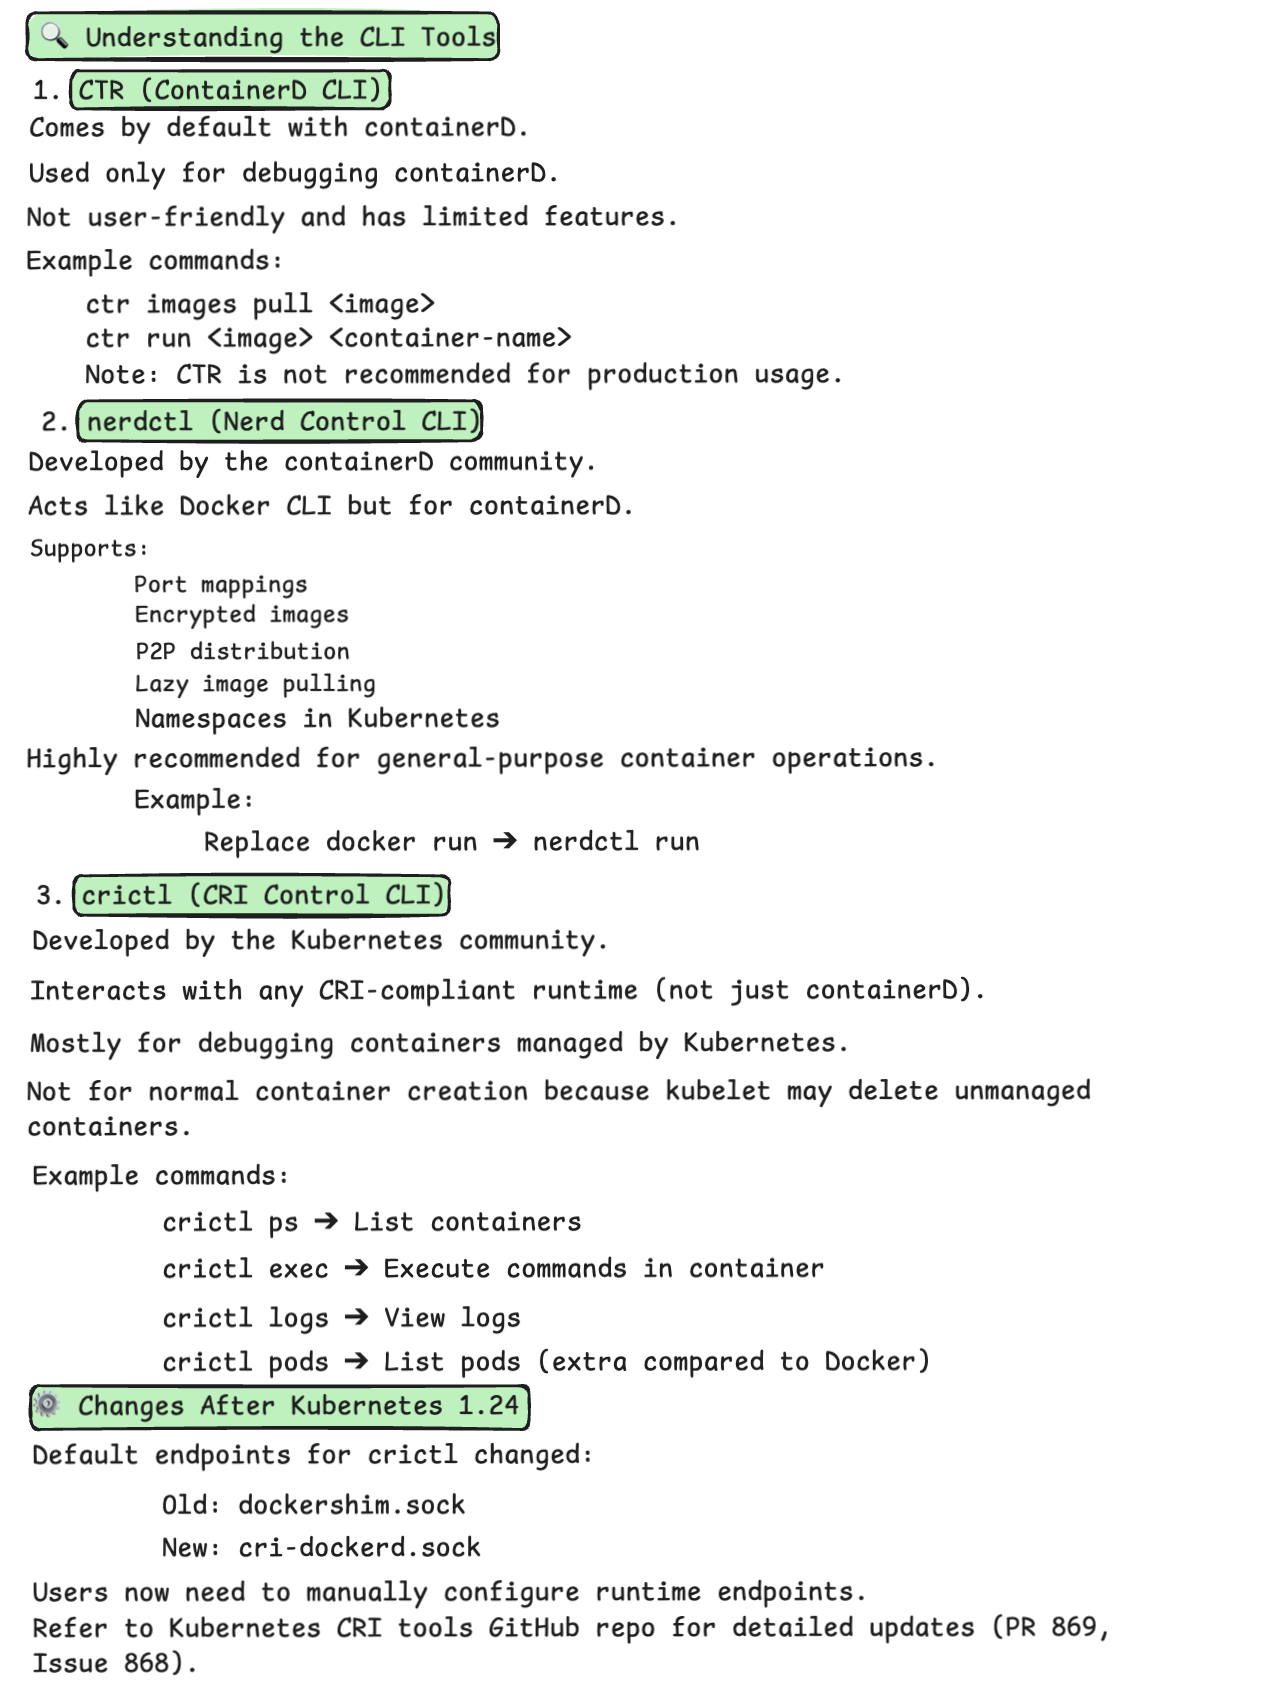 🔍 Understanding the CLI Tools
1. CTR (ContainerD CLI)
Comes by default with containerD.
Used only for debugging containerD.
Not user-friendly and has limited features.
Example commands:
ctr images pull <image>
ctr run <image> <container-name>
Note: CTR is not recommended for production usage.
2. nerdctl (Nerd Control CLI)
Developed by the containerD community.
Acts like Docker CLI but for containerD.
Supports:
Port mappings
Encrypted images
P2P distribution
Lazy image pulling
Namespaces in Kubernetes
Highly recommended for general-purpose container operations.
Example:
Replace docker run ➔ nerdctl run
3. crictl (CRI Control CLI)
Developed by the Kubernetes community.
Interacts with any CRI-compliant runtime (not just containerD).
Mostly for debugging containers managed by Kubernetes.
Not for normal container creation because kubelet may delete unmanaged
containers.
Example commands:
crictl ps ➔ List containers
crictl exec ➔ Execute commands in container
crictl logs ➔ View logs
crictl pods ➔ List pods (extra compared to Docker)
⚙️ Changes After Kubernetes 1.24
Default endpoints for crictl changed:
Old: dockershim.sock
New: cri-dockerd.sock
Users now need to manually configure runtime endpoints.
Refer to Kubernetes CRI tools GitHub repo for detailed updates (PR 869,
Issue 868).